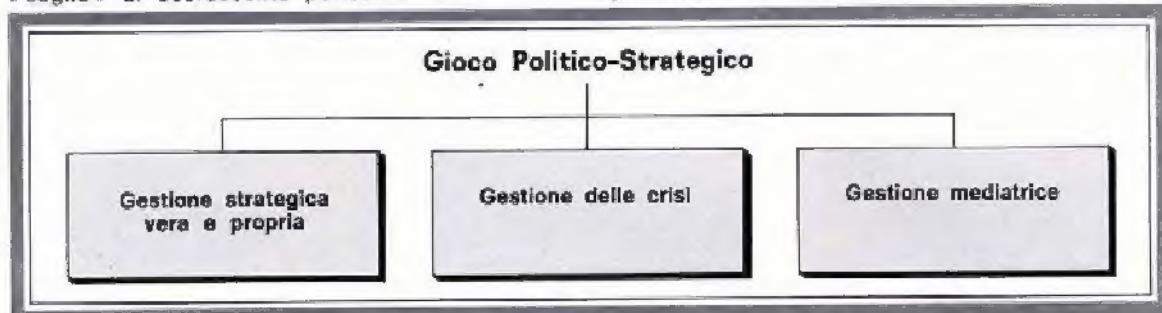 Gioco Politico-Strategico
Gestione strategica
vera e propria
Gestione delle crisi
Gestione mediatrice